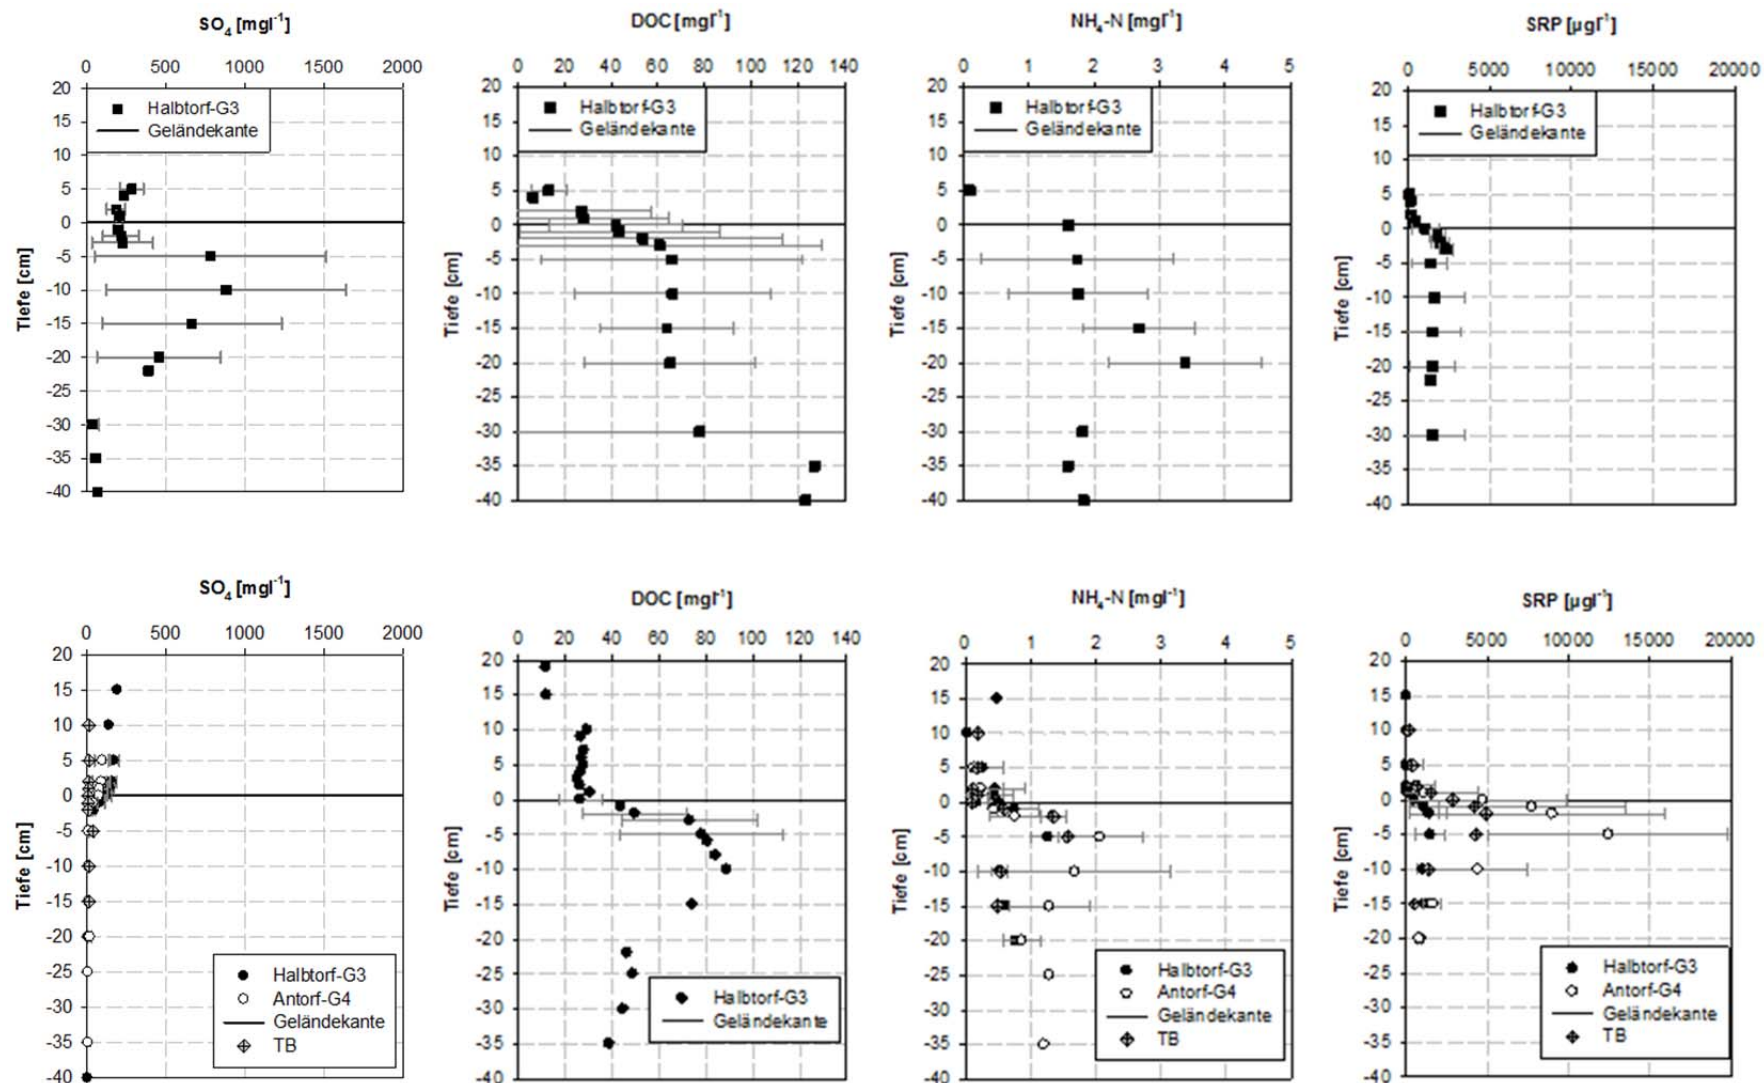 SO₄ [mgl⁻¹]
0 500 1000 1500 2000
20
15
10
5
0
-5
-10
-15
-20
-25
-30
-35
-40
Tiefe [cm]
Halbtorf-G3
Geländekante
DOC [mgl⁻¹]
0 20 40 60 80 100 120 140
20
15
10
5
0
-5
-10
-15
-20
-25
-30
-35
-40
Tiefe [cm]
Halbtorf-G3
Geländekante
NH₄-N [mgl⁻¹]
0 1 2 3 4 5
20
15
10
5
0
-5
-10
-15
-20
-25
-30
-35
-40
Tiefe [cm]
Halbtorf-G3
Geländekante
SRP [µgl⁻¹]
0 5000 10000 15000 20000
20
15
10
5
0
-5
-10
-15
-20
-25
-30
-35
-40
Tiefe [cm]
Halbtorf-G3
Geländekante
SO₄ [mgl⁻¹]
0 500 1000 1500 2000
20
15
10
5
0
-5
-10
-15
-20
-25
-30
-35
-40
Tiefe [cm]
Halbtorf-G3
Antorf-G4
Geländekante
TB
DOC [mgl⁻¹]
0 20 40 60 80 100 120 140
20
15
10
5
0
-5
-10
-15
-20
-25
-30
-35
-40
Tiefe [cm]
Halbtorf-G3
Geländekante
NH₄-N [mgl⁻¹]
0 1 2 3 4 5
20
15
10
5
0
-5
-10
-15
-20
-25
-30
-35
-40
Tiefe [cm]
Halbtorf-G3
Antorf-G4
Geländekante
TB
SRP [µgl⁻¹]
0 5000 10000 15000 20000
20
15
10
5
0
-5
-10
-15
-20
-25
-30
-35
-40
Tiefe [cm]
Halbtorf-G3
Antorf-G4
Geländekante
TB